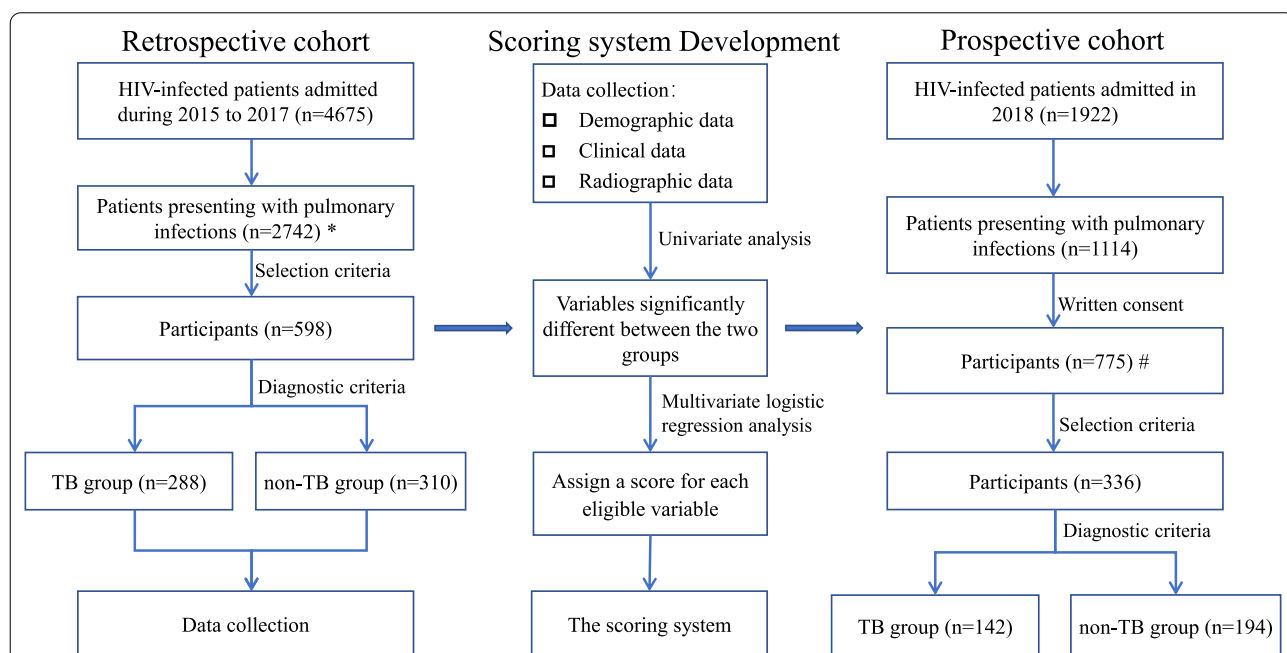 Retrospective cohort
HIV-infected patients admitted
during 2015 to 2017 (n=4675)
Patients presenting with pulmonary
infections (n=2742) *
Selection criteria
Participants (n=598)
Diagnostic criteria
TB group (n=288)
non-TB group (n=310)
Data collection
Scoring system Development
Data collection：
Demographic data
Clinical data
Radiographic data
Univariate analysis
Variables significantly
different between the two
groups
Multivariate logistic
regression analysis
Assign a score for each
eligible variable
The scoring system
Prospective cohort
HIV-infected patients admitted in
2018 (n=1922)
Patients presenting with pulmonary
infections (n=1114)
Written consent
Participants (n=775) #
Selection criteria
Participants (n=336)
Diagnostic criteria
TB group (n=142)
non-TB group (n=194)